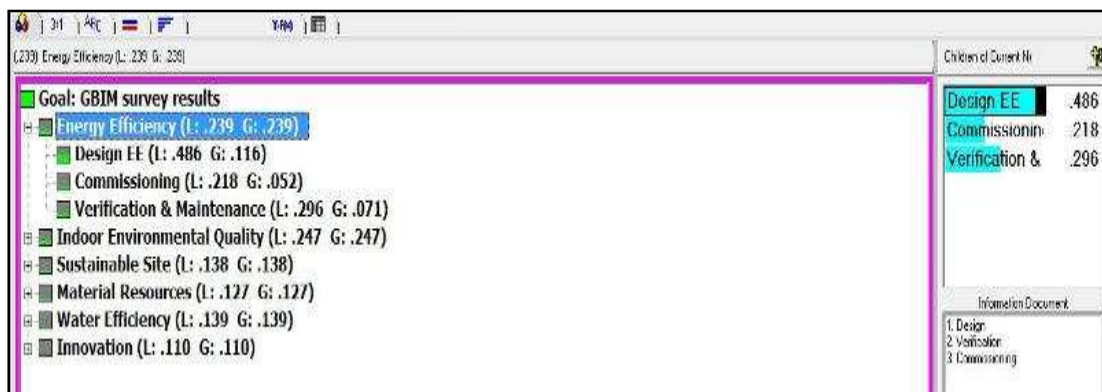 3:1 ABC
(.239) Energy Efficiency (L: .239 G: .239)
Children of Current N
Goal: GBIM survey results
Energy Efficiency (L: .239 G: .239)
Design EE (L: .486 G: .116)
Commissioning (L: .218 G: .052)
Verification & Maintenance (L: .296 G: .071)
Indoor Environmental Quality (L: .247 G: .247)
Sustainable Site (L: .138 G: .138)
Material Resources (L: .127 G: .127)
Water Efficiency (L: .139 G: .139)
Innovation (L: .110 G: .110)
Design EE .486
Commissionin .218
Verification & .296
Information Document
1. Design
2. Verification
3. Commissioning